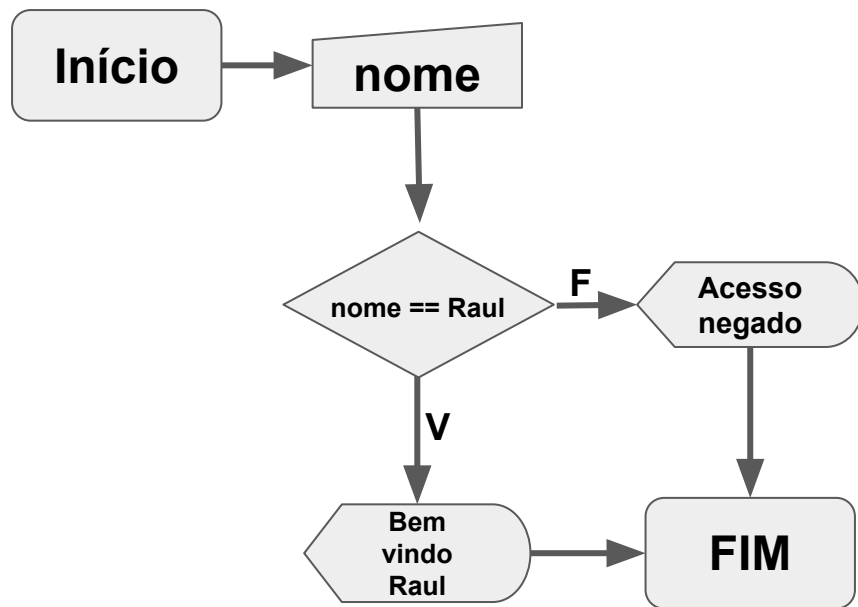 Início
nome
nome == Raul
F
Acesso
negado
V
Bem
vindo
Raul
FIM